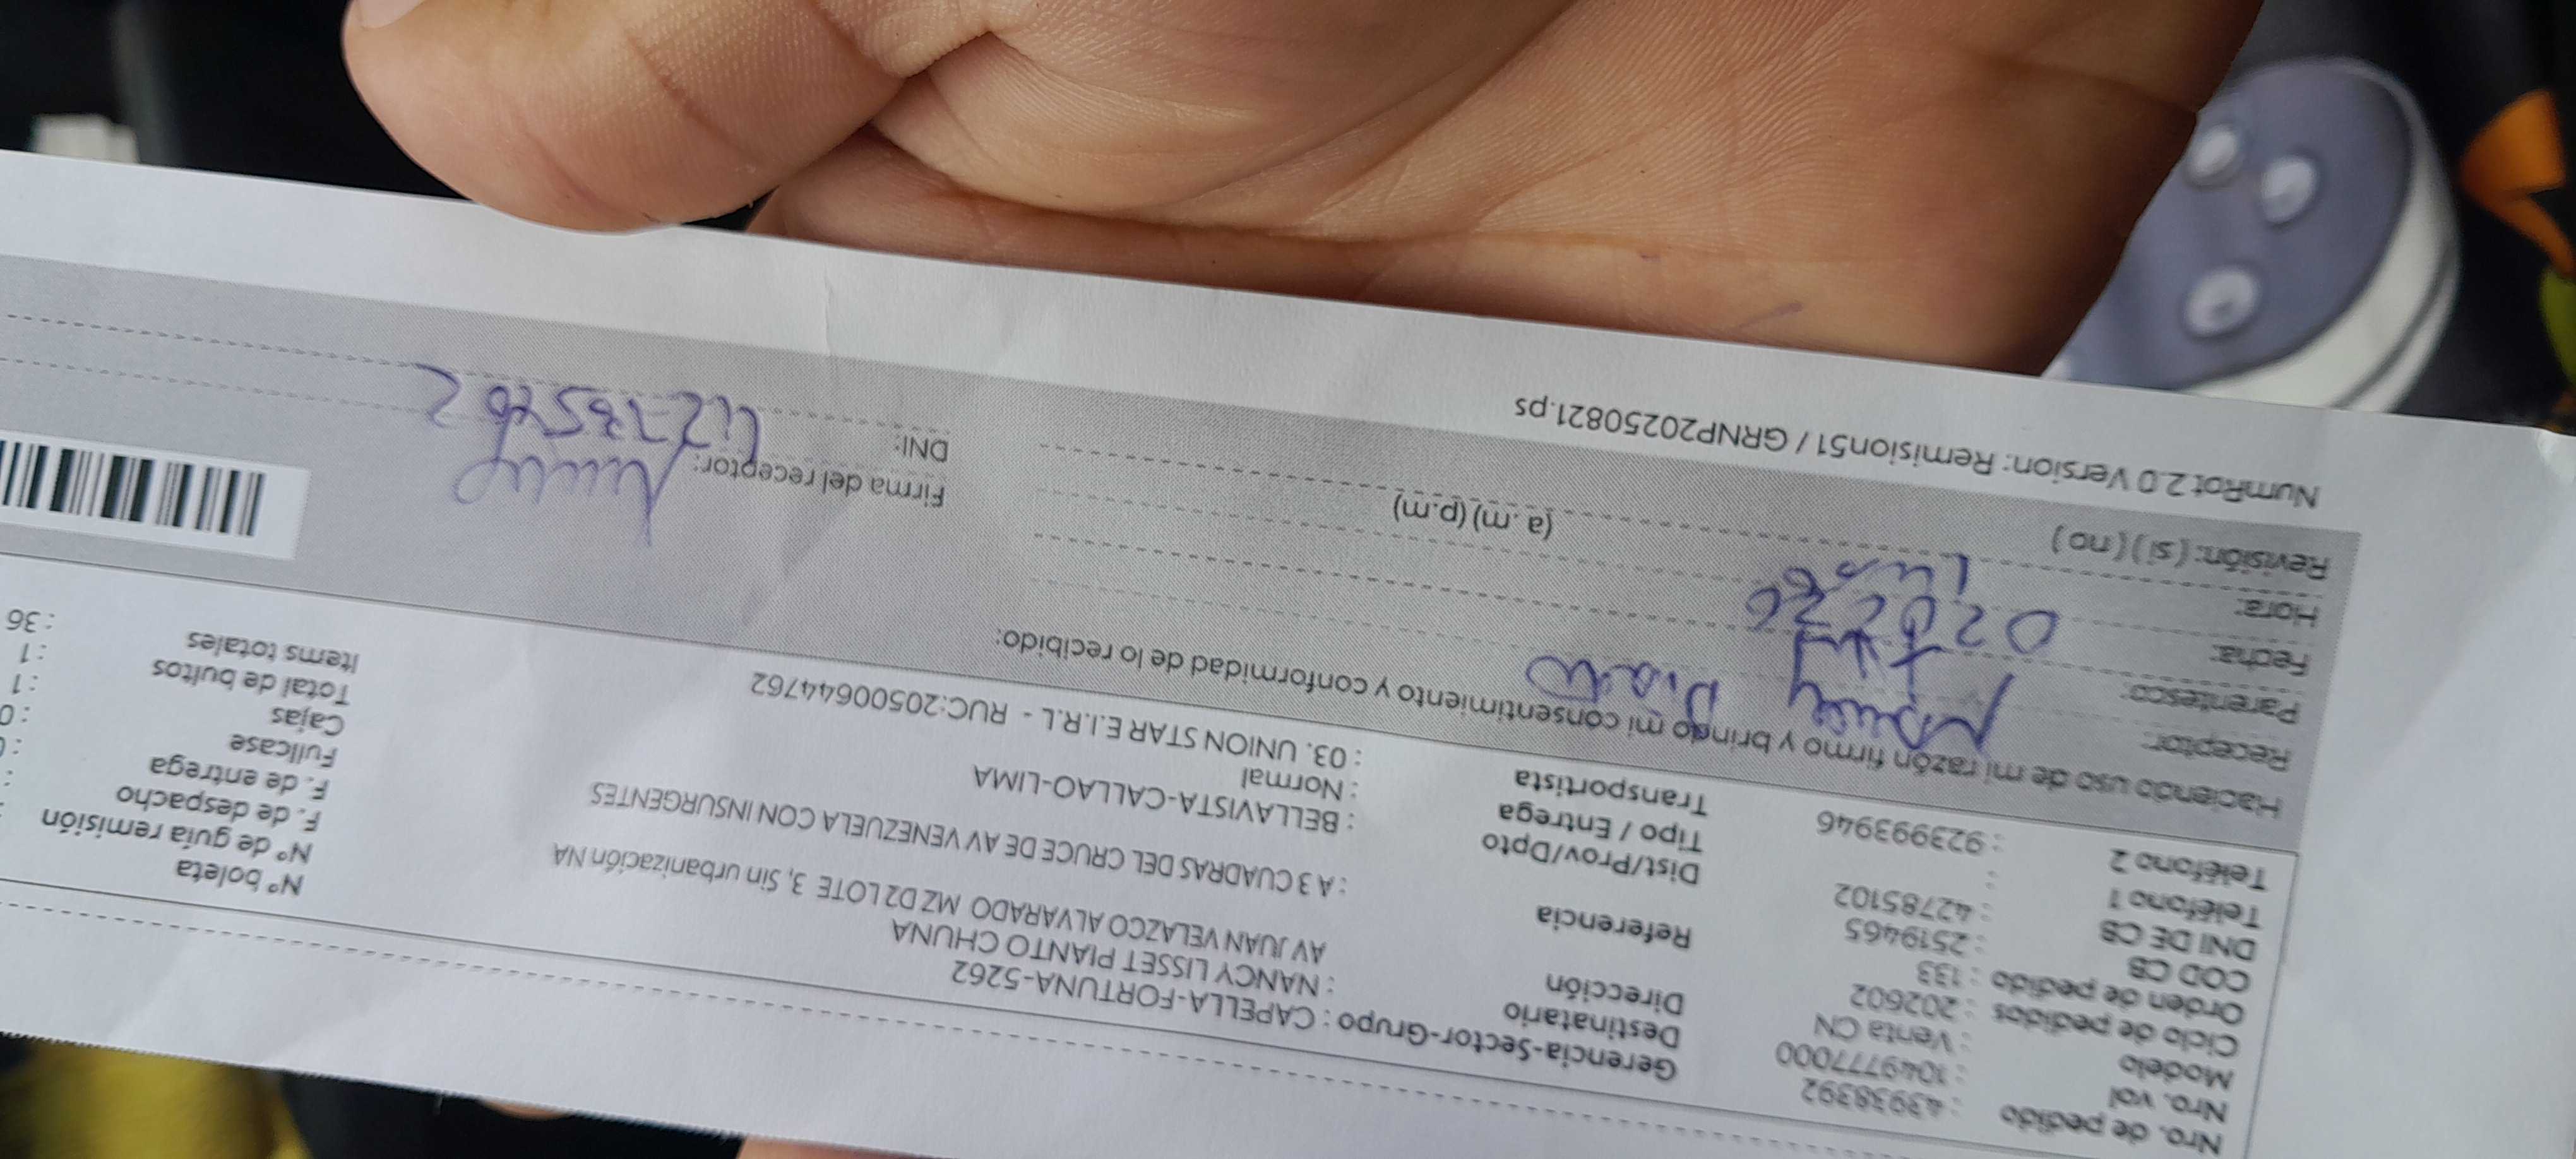 Nro. de pedido : 43938392
Nro. vol : 1049777000
Modelo : Venta CN
Ciclo de pedidos : 202602
Orden de pedido : 133
COD CB : 2519465
DNI DE CB : 42785102
Teléfono 1 :
Teléfono 2 : 923993946
Gerencia-Sector-Grupo : CAPELLA-FORTUNA-5262
Destinatario : NANCY LISSET PIANTO CHUNA
Dirección AV JUAN VELAZCO ALVARADO MZ D2 LOTE 3, Sin urbanización NA
Referencia : A 3 CUADRAS DEL CRUCE DE AV VENEZUELA CON INSURGENTES
Dist/Prov/Dpto : BELLAVISTA-CALLAO-LIMA
Tipo / Entrega : Normal
Transportista : 03. UNION STAR E.I.R.L - RUC:20500644762
N° boleta
N° de guía remisión :
F. de despacho :
F. de entrega
Fullcase : 0
Cajas : 1
Total de bultos : 1
Items totales : 36
Haciendo uso de mi razón firmo y brindo mi consentimiento y conformidad de lo recibido:
Receptor:
Parentesco:
Fecha:
Hora: (a. m) (p.m)
Revisión: (si) (no)
Firma del receptor:
DNI:
NumRot 2.0 Version: Remision51 / GRNP20250821.ps